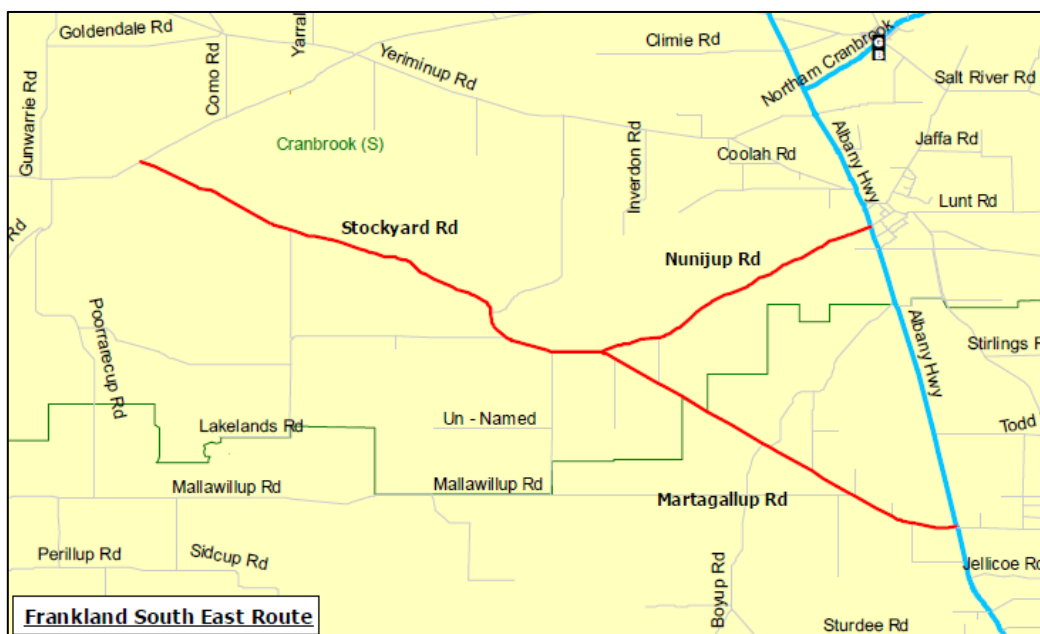 Goldendale Rd
Yarral
Climie Rd
Northam Cranbrook
Gunwarrie Rd
Como Rd
Yeriminup Rd
Salt River Rd
Cranbrook (S)
Inverdon Rd
Coolah Rd
Albany Hwy
Jaffa Rd
Lunt Rd
Rd
Stockyard Rd
Nunijup Rd
Poorrarecup Rd
Albany Hwy
Stirlings R
Lakelands Rd
Un - Named
Todd
Mallawillup Rd
Mallawillup Rd
Martagallup Rd
Perillup Rd
Sidcup Rd
Boyup Rd
Jellicoe Rd
Frankland South East Route
Sturdee Rd